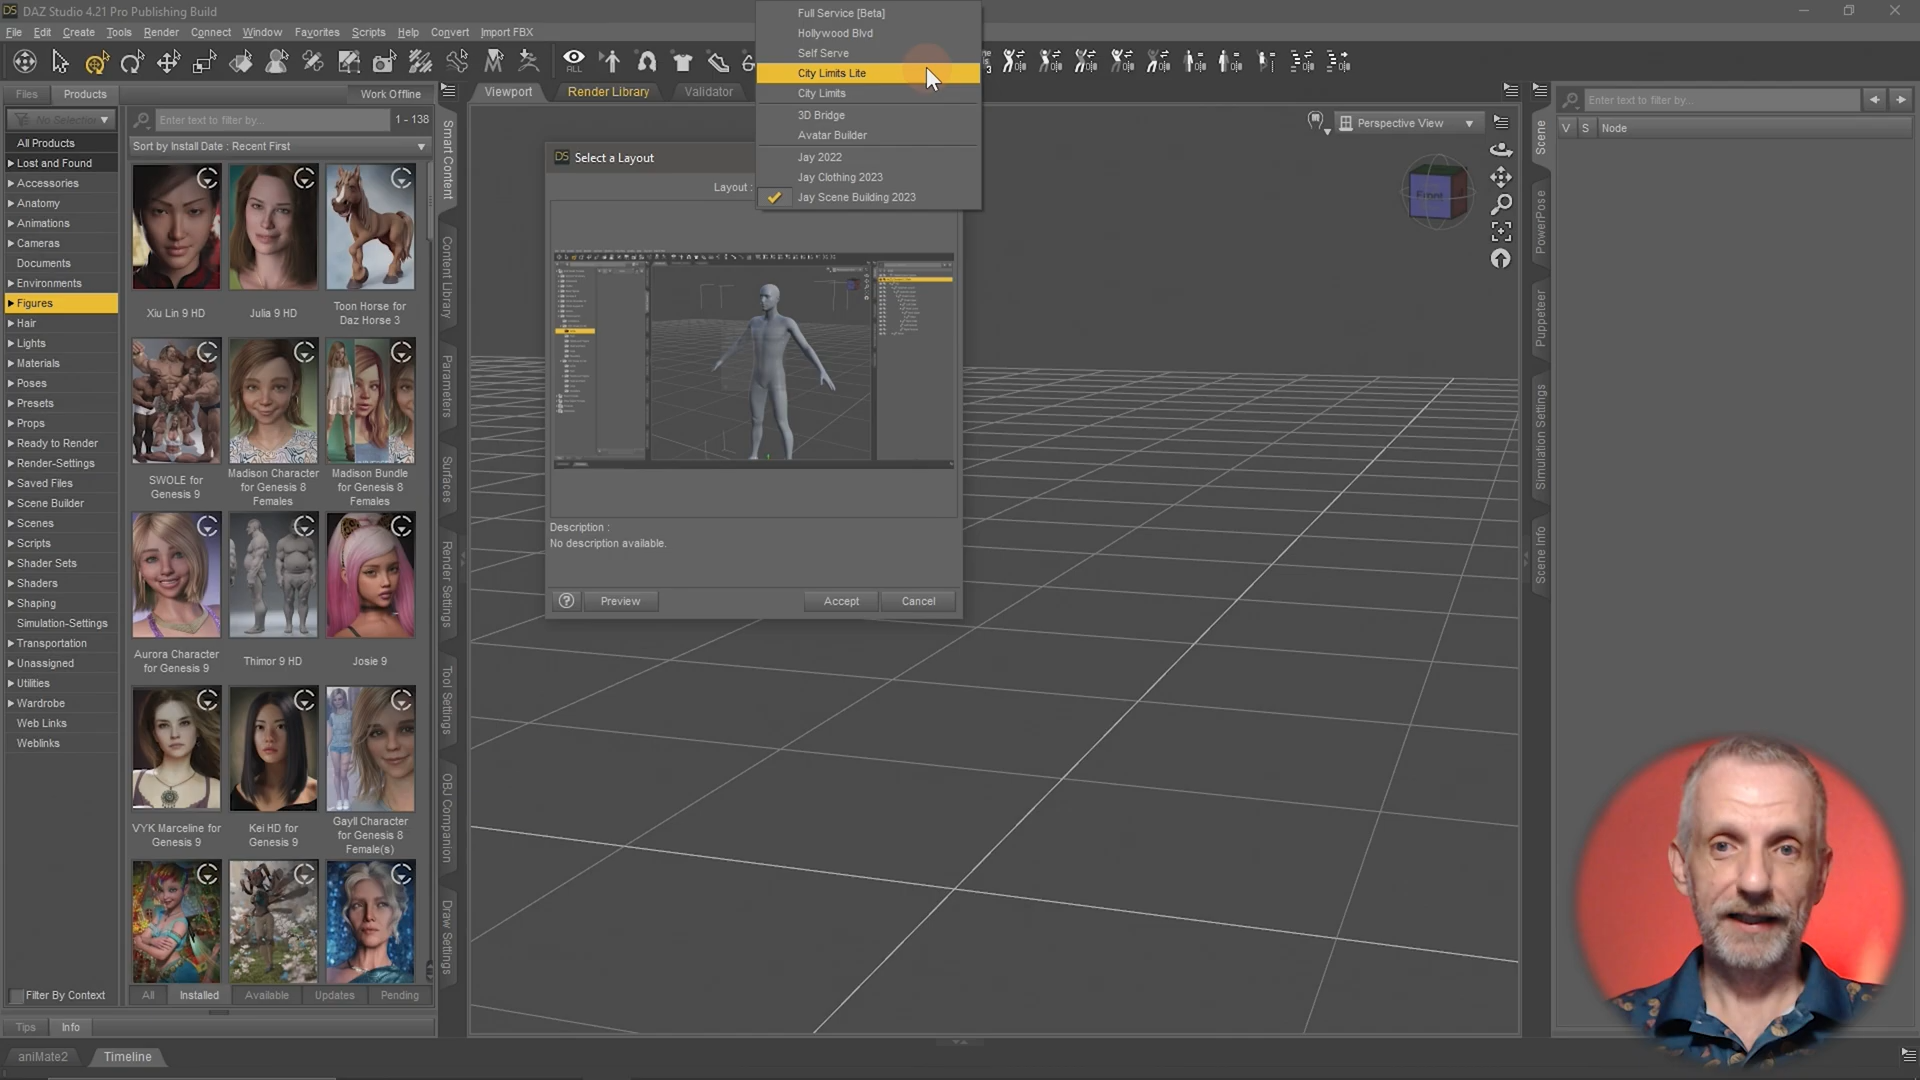 DAZ Studio 4.21 Pro Publishing Build
File Edit Create Tools Render Connect Window Favorites Scripts Help Convert Import FBX
ALL
Files Products Work Offline
No Selection
Enter text to filter by... 1 - 138
Sort by Install Date : Recent First
All Products
Lost and Found
Accessories
Anatomy
Animations
Cameras
Documents
Environments
Figures
Hair
Lights
Materials
Poses
Presets
Props
Ready to Render
Render-Settings
Saved Files
Scene Builder
Scenes
Scripts
Shader Sets
Shaders
Shaping
Simulation-Settings
Transportation
Unassigned
Utilities
Wardrobe
Web Links
Weblinks
Filter By Context
Xiu Lin 9 HD
Julia 9 HD
Toon Horse for
Daz Horse 3
SWOLE for
Genesis 9
Madison Character
for Genesis 8
Females
Madison Bundle
for Genesis 8
Females
Aurora Character
for Genesis 9
Thimor 9 HD
Josie 9
VYK Marceline for
Genesis 9
Kei HD for
Genesis 9
Gayll Character
for Genesis 8
Female(s)
All Installed Available Updates Pending
Tips Info
aniMate2 Timeline
Smart Content
Content Library
Parameters
Surfaces
Render Settings
Tool Settings
OBJ Companion
Draw Settings
Viewport Render Library Validator
Select a Layout
Layout :
Full Service [Beta]
Hollywood Blvd
Self Serve
City Limits Lite
City Limits
3D Bridge
Avatar Builder
Jay 2022
Jay Clothing 2023
Jay Scene Building 2023
Description :
No description available.
? Preview Accept Cancel
Perspective View
Front
Enter text to filter by...
V S Node
Scene
PowerPose
Puppeteer
Simulation Settings
Scene Info